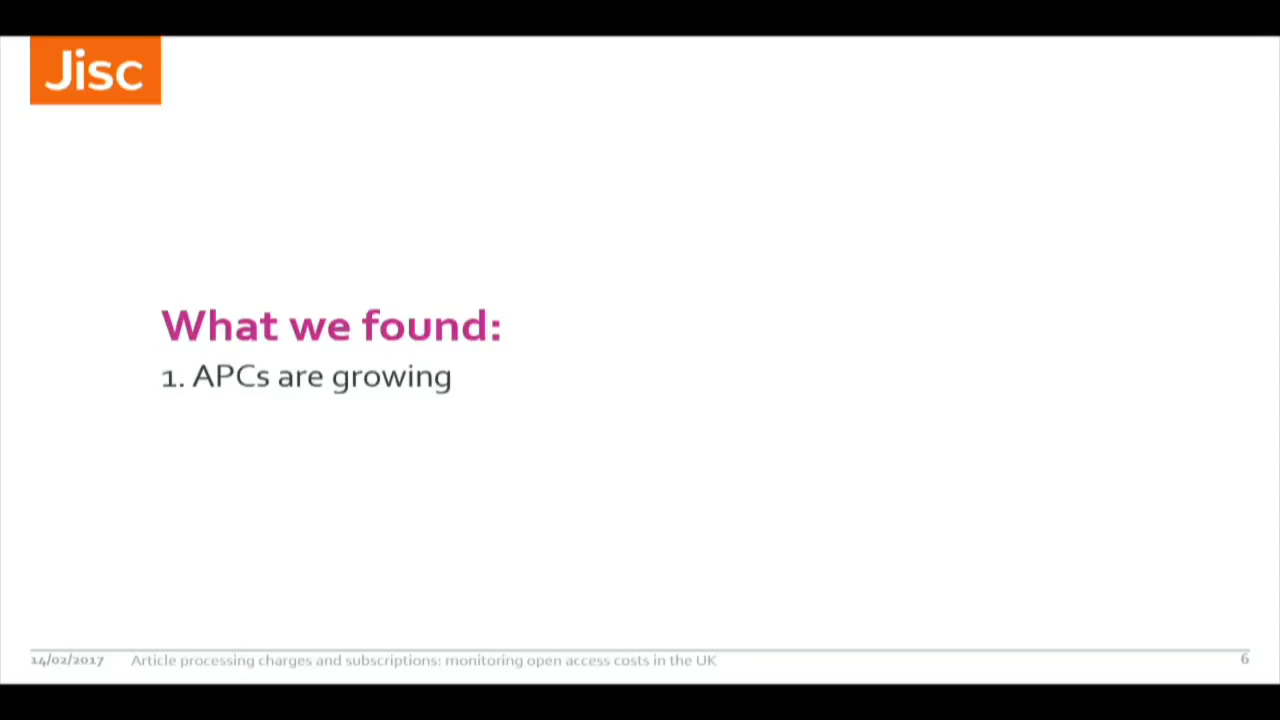 Jisc
What we found:
1. APCs are growing
14/02/2017 Article processing charges and subscriptions: monitoring open access costs in the UK 6